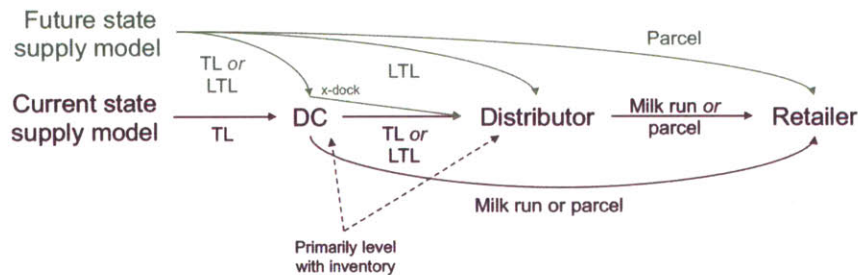 Future state
supply model
Parcel
TL or
LTL
LTL
x-dock
Current state
supply model
TL
DC
TL or
LTL
Distributor
Milk run or
parcel
Retailer
Milk run or parcel
Primarily level
with inventory